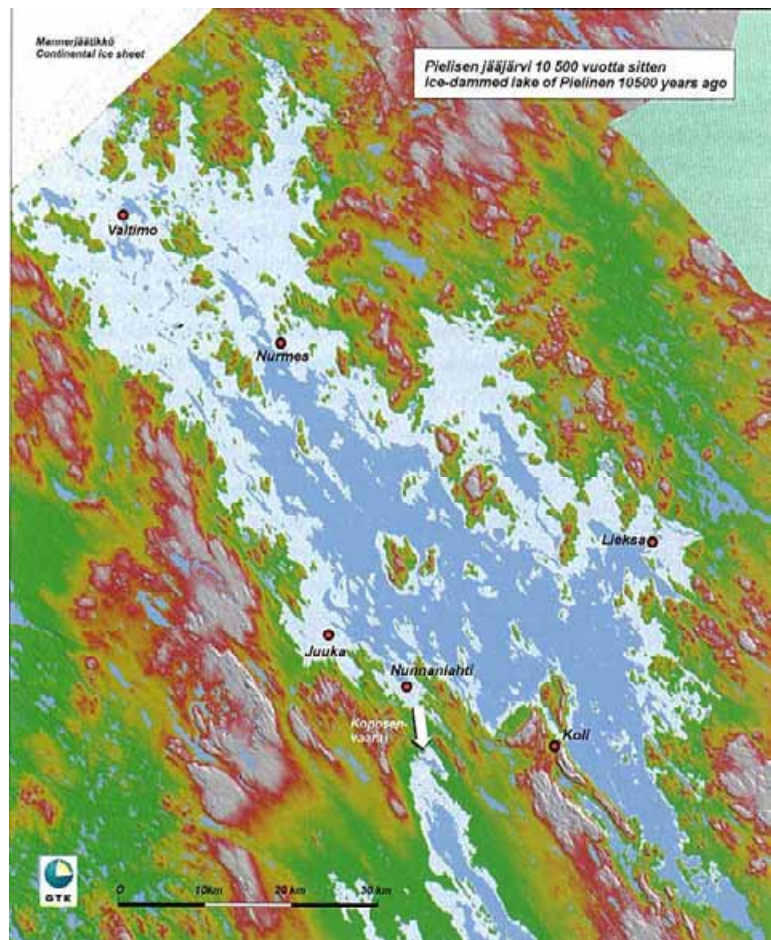 Mannerjäätikkö
Continental ice sheet
Pielisen jääjärvi 10 500 vuotta sitten
Ice-dammed lake of Pielinen 10500 years ago
Valtimo
Nurmes
Lieksa
Juuka
Nunnanlahti
Koposen-
vaara
Koli
GTK
0 10km 20 km 30 km